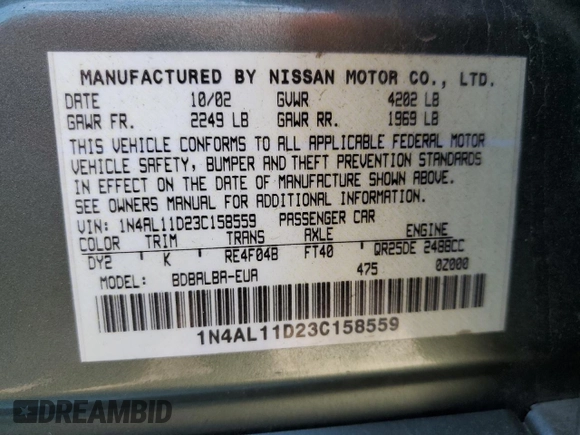 MANUFACTURED BY NISSAN MOTOR CO., LTD.
DATE 10/02 GVWR 4202 LB
GAWR FR. 2249 LB GAWR RR. 1969 LB
THIS VEHICLE CONFORMS TO ALL APPLICABLE FEDERAL MOTOR
VEHICLE SAFETY, BUMPER AND THEFT PREVENTION STANDARDS
IN EFFECT ON THE DATE OF MANUFACTURE SHOWN ABOVE.
SEE OWNERS MANUAL FOR ADDITIONAL INFORMATION.
VIN: 1N4AL11D23C158559 PASSENGER CAR
COLOR TRIM TRANS AXLE ENGINE
DY2 K RE4F04B FT40 QR25DE 2488CC
MODEL: BDBALBA-EUA 475 0Z000
1N4AL11D23C158559
DREAMBID